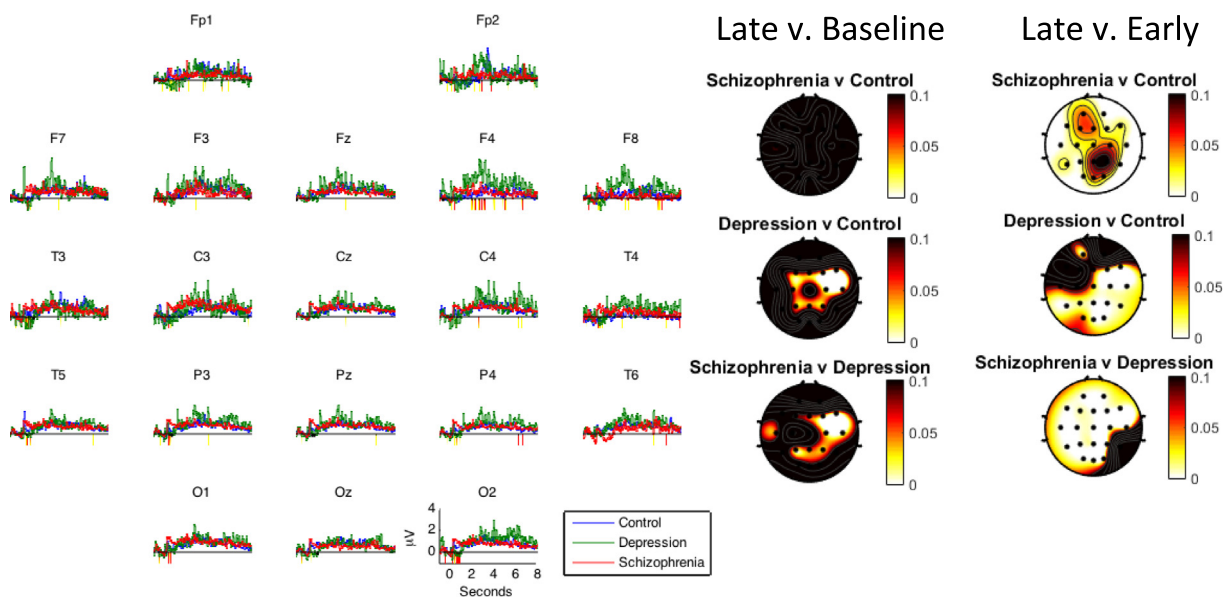 Fp1
Fp2
F7
F3
Fz
F4
F8
T3
C3
Cz
C4
T4
T5
P3
Pz
P4
T6
O1
Oz
O2
4
2
0
μV
0 2 4 6 8
Seconds
Control
Depression
Schizophrenia
Late v. Baseline
Schizophrenia v Control
0.1
0.05
0
Depression v Control
0.1
0.05
0
Schizophrenia v Depression
0.1
0.05
0
Late v. Early
Schizophrenia v Control
0.1
0.05
0
Depression v Control
0.1
0.05
0
Schizophrenia v Depression
0.1
0.05
0